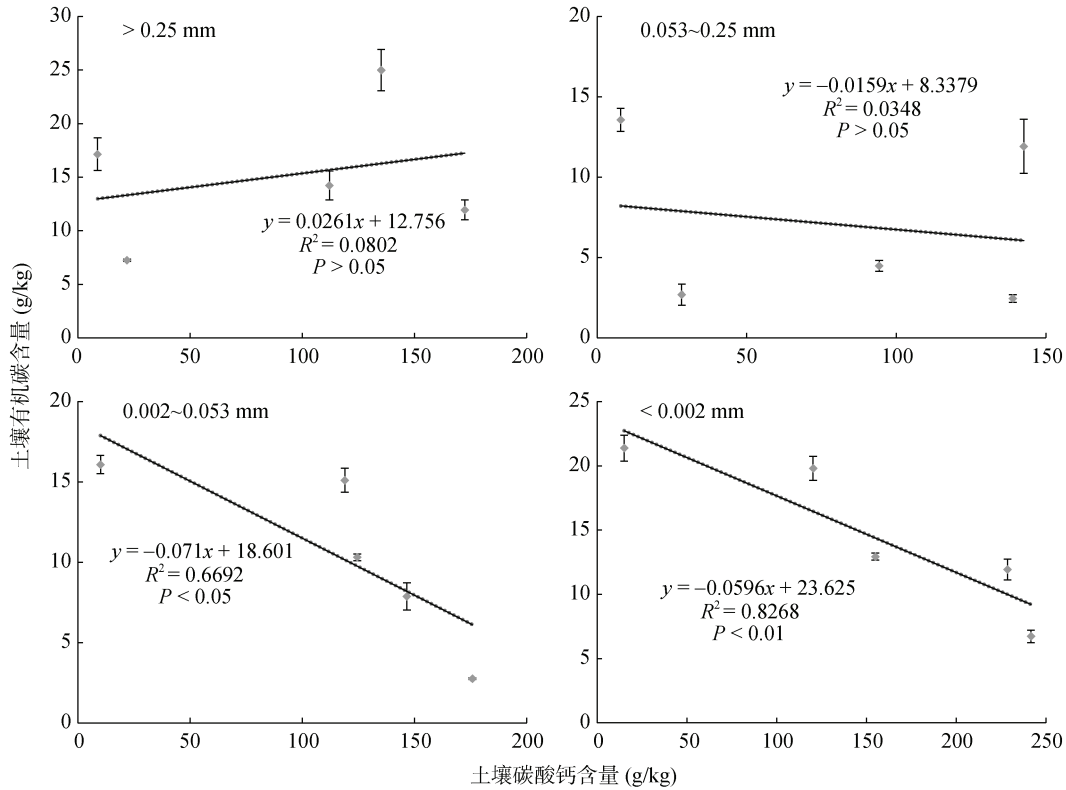 土壤有机碳含量 (g/kg)
> 0.25 mm
30
25
20
15
10
5
0
y = 0.0261x + 12.756
R² = 0.0802
P > 0.05
0 50 100 150 200
0.053~0.25 mm
20
15
10
5
0
y = –0.0159x + 8.3379
R² = 0.0348
P > 0.05
0 50 100 150
0.002~0.053 mm
20
15
10
5
0
y = –0.071x + 18.601
R² = 0.6692
P < 0.05
0 50 100 150 200
< 0.002 mm
25
20
15
10
5
0
y = –0.0596x + 23.625
R² = 0.8268
P < 0.01
0 50 100 150 200 250
土壤碳酸钙含量 (g/kg)